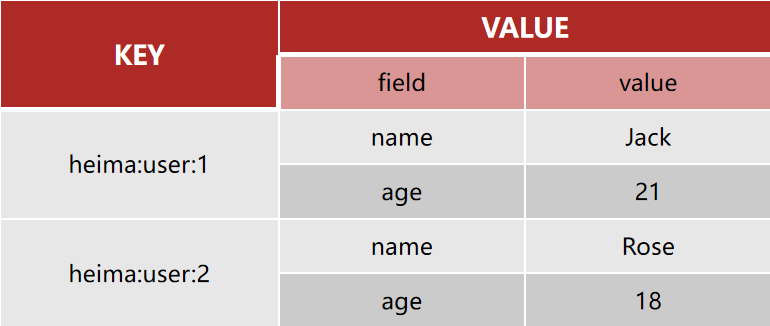 KEY
VALUE
field value
heima:user:1
name Jack
age 21
heima:user:2
name Rose
age 18